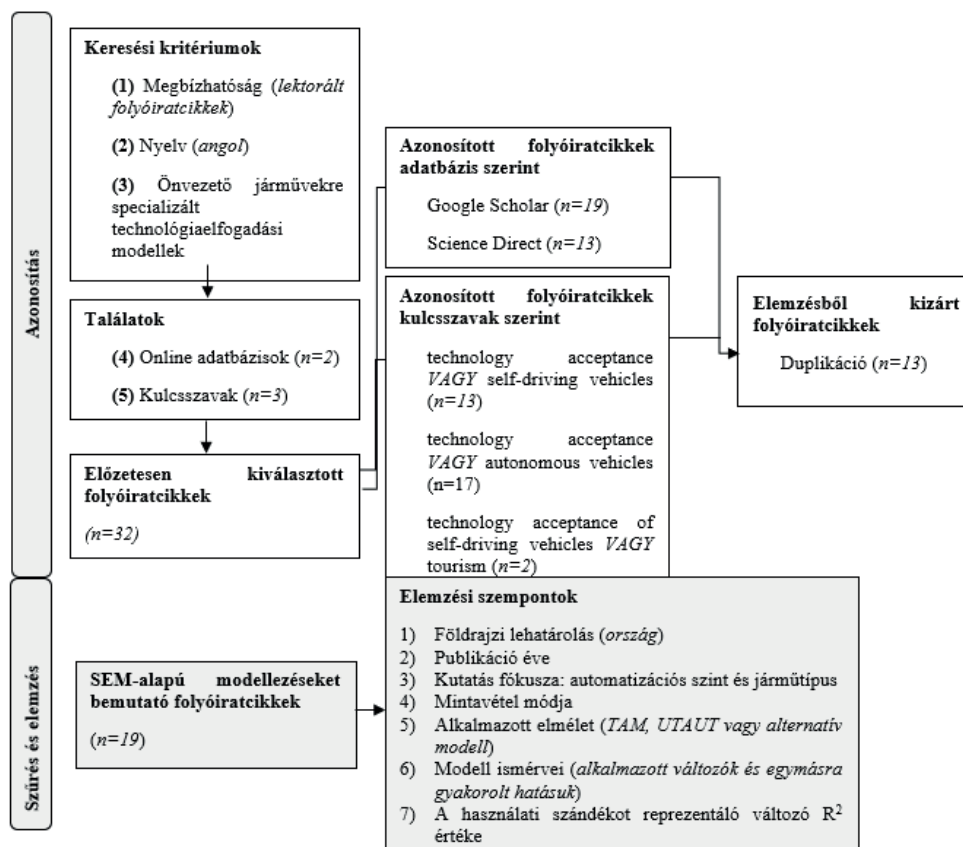 Azonosítás
Keresési kritériumok
(1) Megbízhatóság (lektorált
folyóiratcikkek)
(2) Nyelv (angol)
(3) Önvezető járművekre
specializált
technológiaelfogadási
modellek
Találatok
(4) Online adatbázisok (n=2)
(5) Kulcsszavak (n=3)
Előzetesen kiválasztott
folyóiratcikkek
(n=32)
Azonosított folyóiratcikkek
adatbázis szerint
Google Scholar (n=19)
Science Direct (n=13)
Azonosított folyóiratcikkek
kulcsszavak szerint
technology acceptance
VAGY self-driving vehicles
(n=13)
technology acceptance
VAGY autonomous vehicles
(n=17)
technology acceptance of
self-driving vehicles VAGY
tourism (n=2)
Elemzésből kizárt
folyóiratcikkek
Duplikáció (n=13)
Szűrés és elemzés
SEM-alapú modellezéseket
bemutató folyóiratcikkek
(n=19)
Elemzési szempontok
1) Földrajzi lehatárolás (ország)
2) Publikáció éve
3) Kutatás fókusza: automatizációs szint és járműtípus
4) Mintavétel módja
5) Alkalmazott elmélet (TAM, UTAUT vagy alternatív
modell)
6) Modell ismérvei (alkalmazott változók és egymásra
gyakorolt hatásuk)
7) A használati szándékot reprezentáló változó R²
értéke